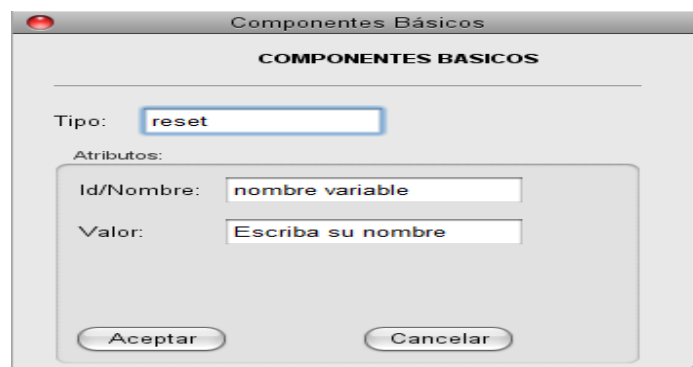 Componentes Básicos
COMPONENTES BASICOS
Tipo: reset
Atributos:
Id/Nombre: nombre variable
Valor: Escriba su nombre
Aceptar Cancelar